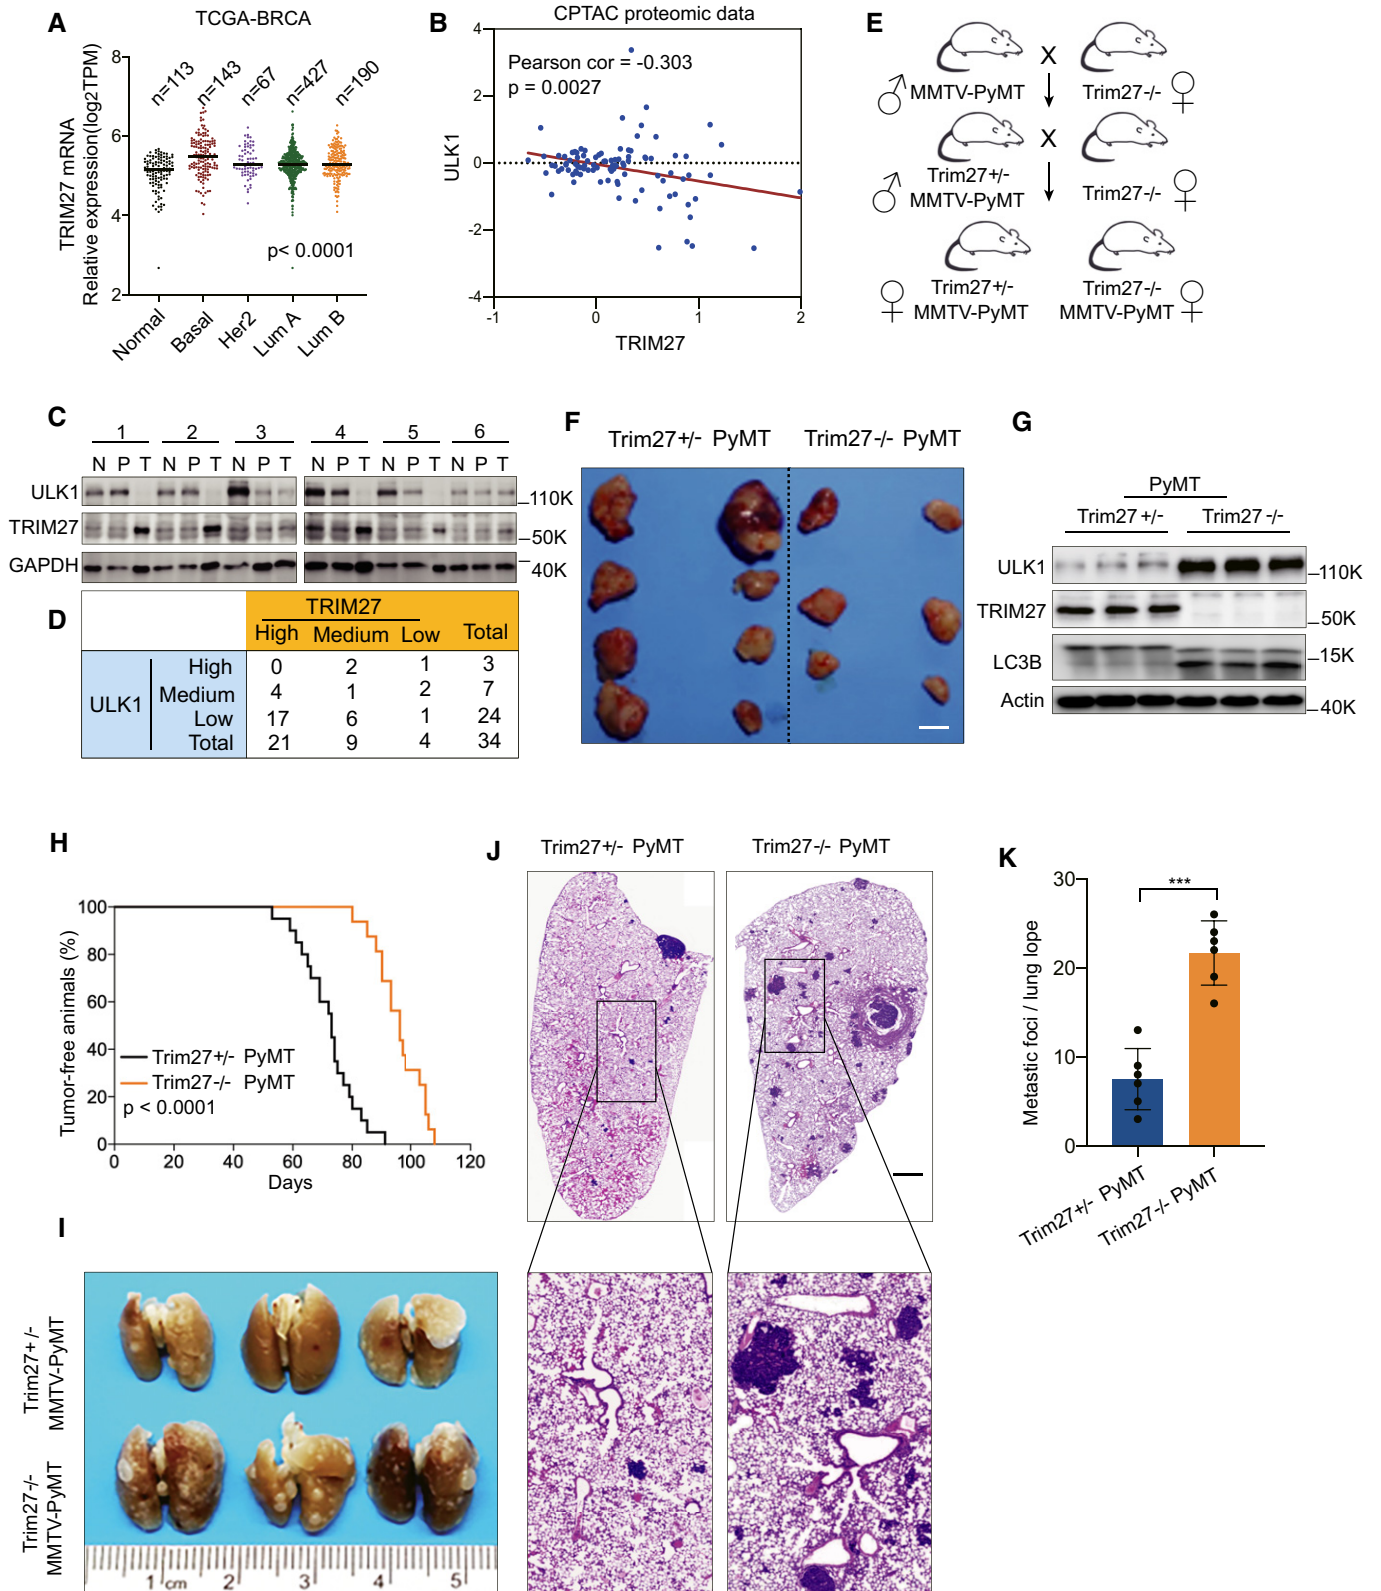 A
TCGA-BRCA
TRIM27 mRNA
Relative expression(log2TPM)
8
6
4
2
n=113
n=143
n=67
n=427
n=190
p< 0.0001
Normal
Basal
Her2
Lum A
Lum B
B
CPTAC proteomic data
Pearson cor = -0.303
p = 0.0027
ULK1
4
2
0
-2
-4
-1
0
1
2
TRIM27
E
X
♂ MMTV-PyMT
Trim27-/- ♀
X
♂ Trim27+/-
MMTV-PyMT
Trim27-/- ♀
♀ Trim27+/-
MMTV-PyMT
Trim27-/-
MMTV-PyMT ♀
C
1 2 3 4 5 6
N P T N P T N P T N P T N P T N P T
ULK1
110K
TRIM27
50K
GAPDH
40K
D
TRIM27
High Medium Low Total
ULK1
High 0 2 1 3
Medium 4 1 2 7
Low 17 6 1 24
Total 21 9 4 34
F
Trim27+/- PyMT
Trim27-/- PyMT
G
PyMT
Trim27 +/- Trim27 -/-
ULK1
110K
TRIM27
50K
LC3B
15K
Actin
40K
H
Tumor-free animals (%)
100
80
60
40
20
0
Trim27+/- PyMT
Trim27-/- PyMT
p < 0.0001
0 20 40 60 80 100 120
Days
I
Trim27+/-
MMTV-PyMT
Trim27-/-
MMTV-PyMT
1 cm 2 3 4 5
J
Trim27+/- PyMT
Trim27-/- PyMT
K
Metastic foci / lung lope
30
20
10
0
***
Trim27+/- PyMT
Trim27-/- PyMT